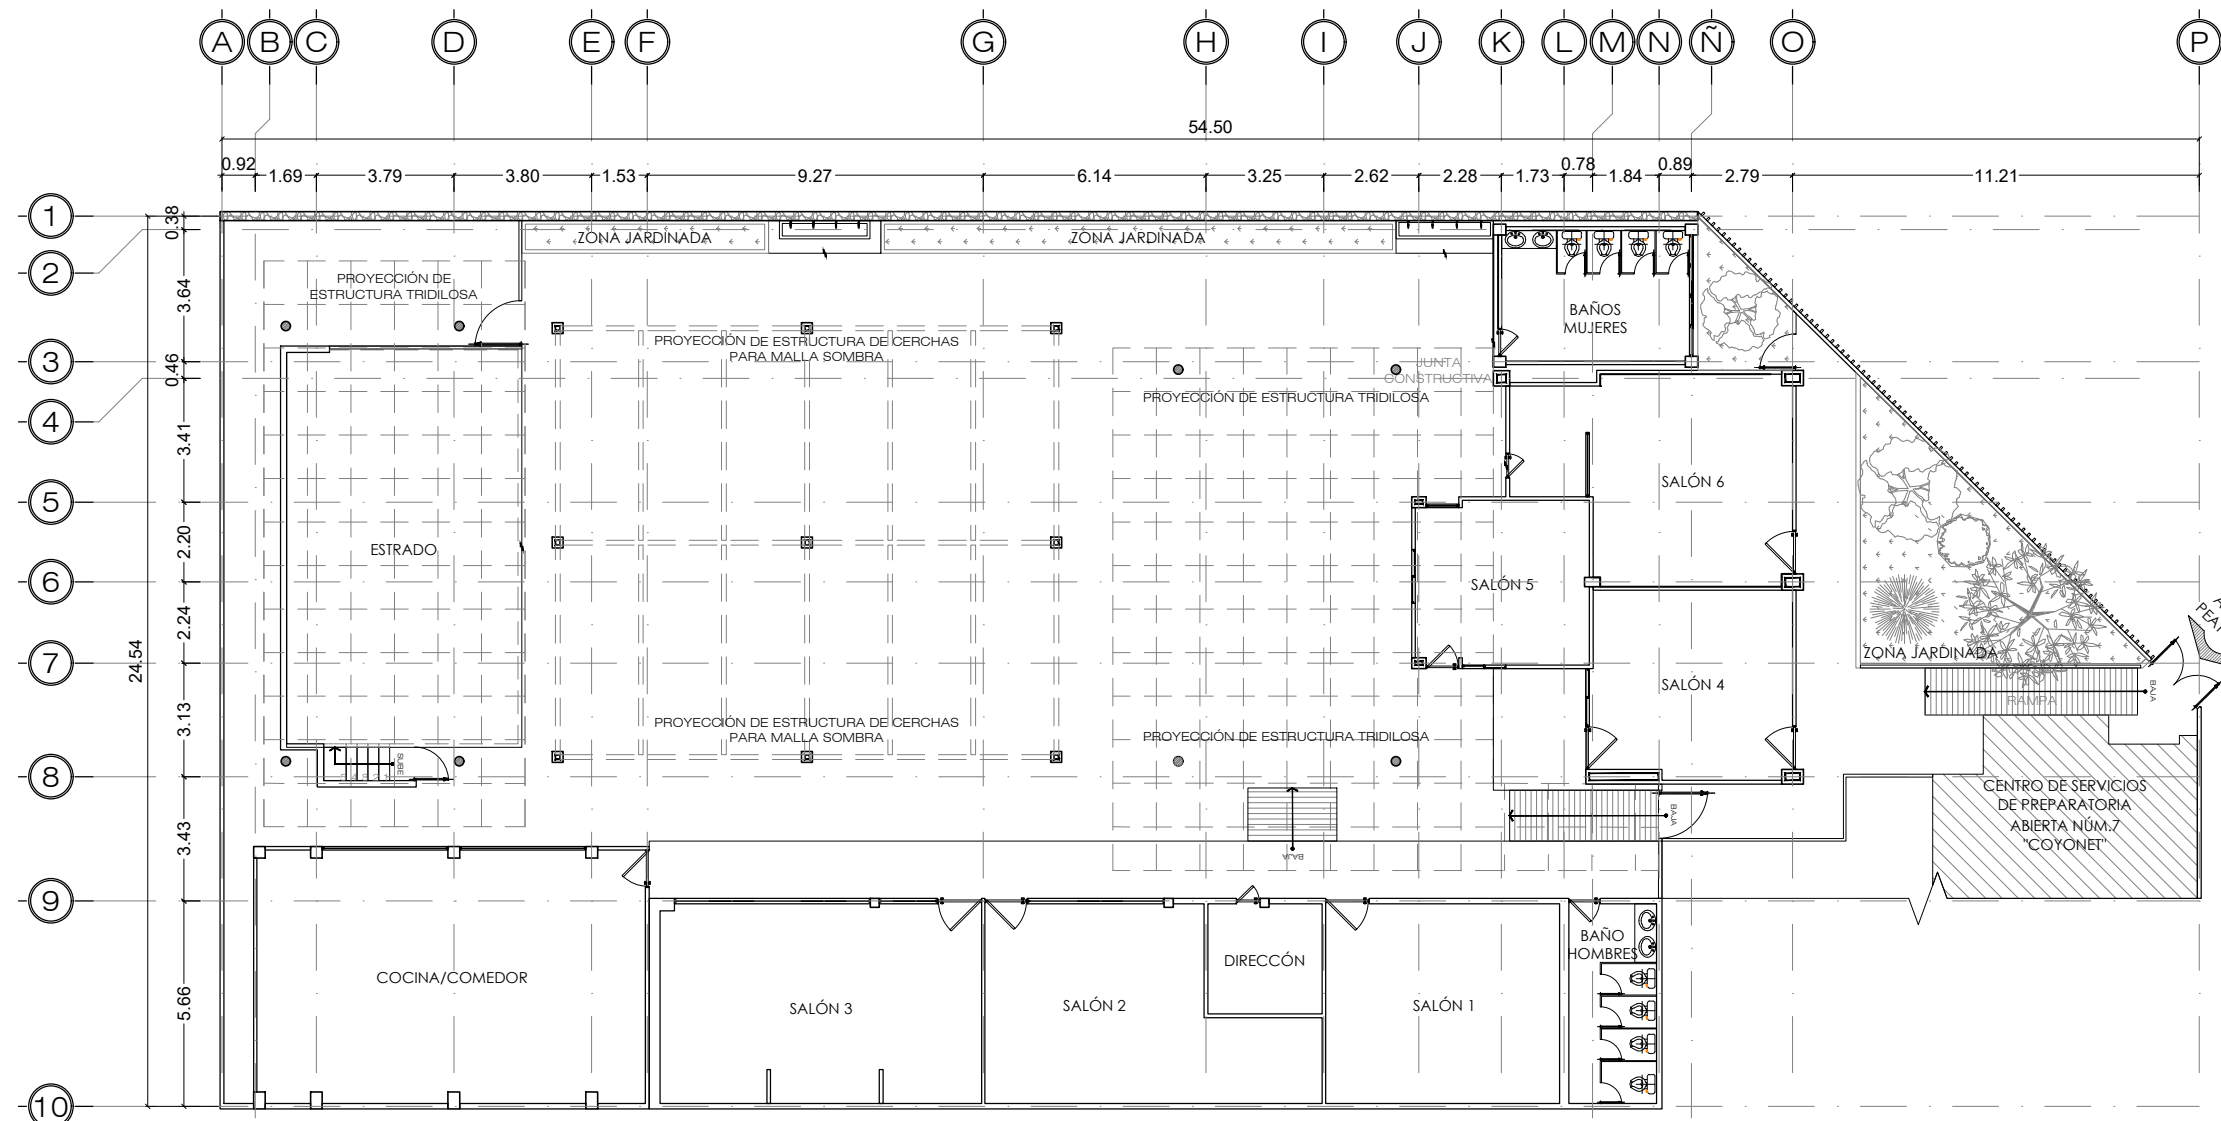 A B C D E F G H I J K L M N Ñ O P
54.50
0.92 1.69 3.79 3.80 1.53 9.27 6.14 3.25 2.62 2.28 1.73 0.78 1.84 0.89 2.79 11.21
1
2
3
4
5
6
7
8
9
10
24.54
0.38
3.64
0.46
3.41
2.20
2.24
3.13
3.43
5.66
ZONA JARDINADA
ZONA JARDINADA
PROYECCIÓN DE
ESTRUCTURA TRIDILOSA
BAÑOS
MUJERES
PROYECCIÓN DE ESTRUCTURA DE CERCHAS
PARA MALLA SOMBRA
JUNTA
CONSTRUCTIVA
PROYECCIÓN DE ESTRUCTURA TRIDILOSA
SALÓN 6
ESTRADO
SALÓN 5
SALÓN 4
ZONA JARDINADA
RAMPA
BAJA
PROYECCIÓN DE ESTRUCTURA DE CERCHAS
PARA MALLA SOMBRA
PROYECCIÓN DE ESTRUCTURA TRIDILOSA
SUBE
BAJA
BAJA
CENTRO DE SERVICIOS
DE PREPARATORIA
ABIERTA NÚM.7
"COYONET"
COCINA/COMEDOR
SALÓN 3
SALÓN 2
DIRECCÓN
SALÓN 1
BAÑO
HOMBRES